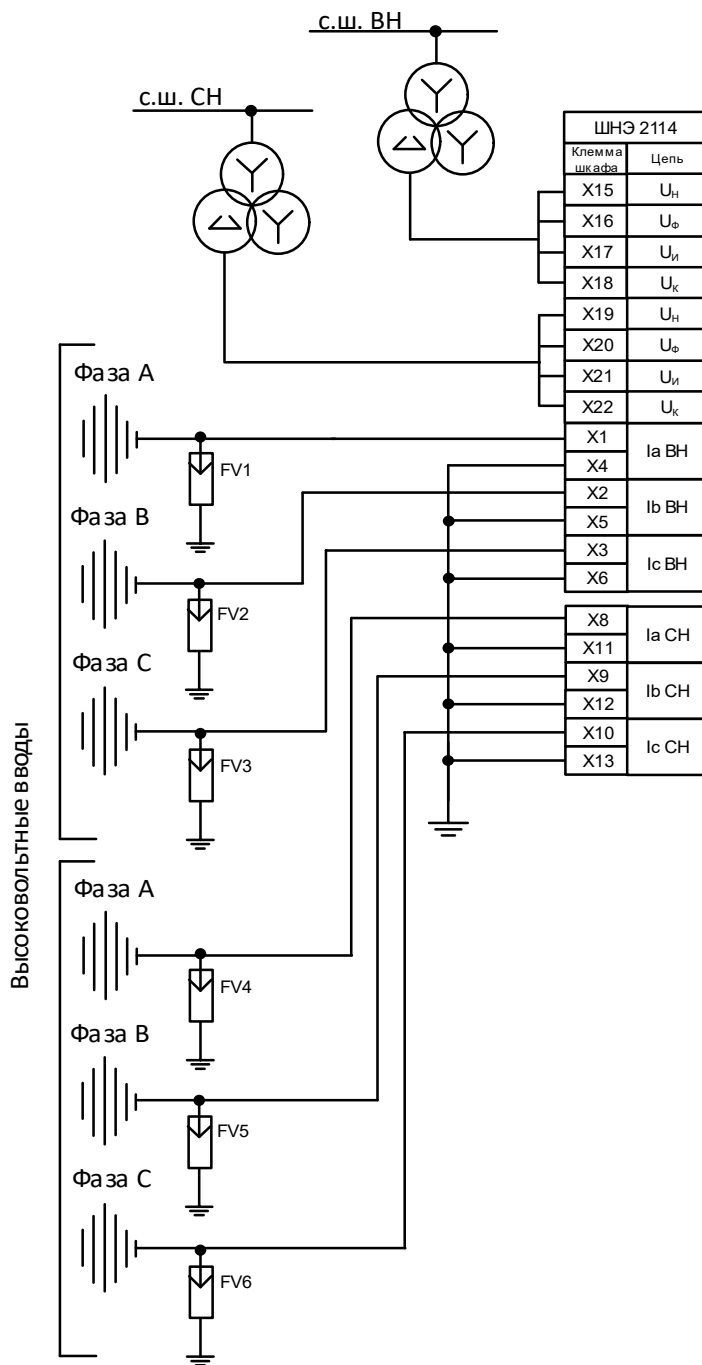 с.ш. ВН
с.ш. СН
ШНЭ 2114
Клемма шкафа
Цепь
X15 Uн
X16 Uф
X17 Uи
X18 Uк
X19 Uн
X20 Uф
X21 Uи
X22 Uк
X1
X4
Ia ВН
X2
X5
Ib ВН
X3
X6
Ic ВН
X8
X11
Ia СН
X9
X12
Ib СН
X10
X13
Ic СН
Высоковольтные вводы
Фаза А
FV1
Фаза В
FV2
Фаза С
FV3
Фаза А
FV4
Фаза В
FV5
Фаза С
FV6